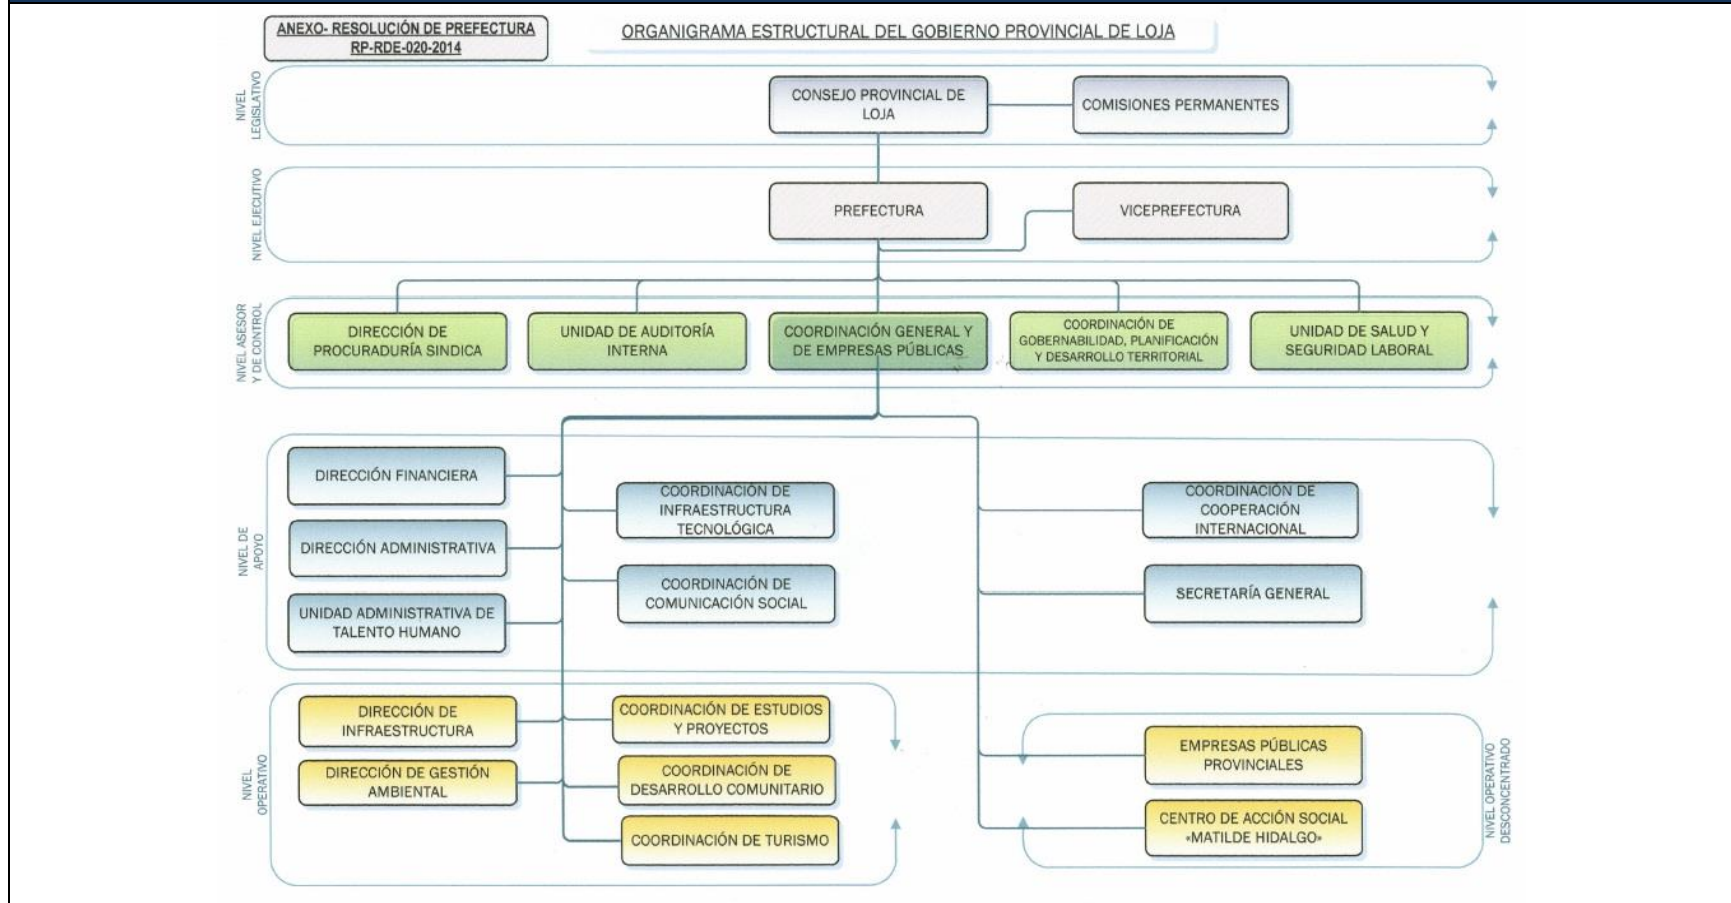 ANEXO- RESOLUCIÓN DE PREFECTURA
RP-RDE-020-2014
ORGANIGRAMA ESTRUCTURAL DEL GOBIERNO PROVINCIAL DE LOJA
NIVEL
LEGISLATIVO
CONSEJO PROVINCIAL DE
LOJA
COMISIONES PERMANENTES
NIVEL EJECUTIVO
PREFECTURA
VICEPREFECTURA
NIVEL ASESOR
Y DE CONTROL
DIRECCIÓN DE
PROCURADURÍA SINDICA
UNIDAD DE AUDITORÍA
INTERNA
COORDINACIÓN GENERAL Y
DE EMPRESAS PÚBLICAS
COORDINACIÓN DE
GOBERNABILIDAD, PLANIFICACIÓN
Y DESARROLLO TERRITORIAL
UNIDAD DE SALUD Y
SEGURIDAD LABORAL
NIVEL DE
APOYO
DIRECCIÓN FINANCIERA
DIRECCIÓN ADMINISTRATIVA
UNIDAD ADMINISTRATIVA DE
TALENTO HUMANO
COORDINACIÓN DE
INFRAESTRUCTURA
TECNOLÓGICA
COORDINACIÓN DE
COMUNICACIÓN SOCIAL
COORDINACIÓN DE
COOPERACIÓN
INTERNACIONAL
SECRETARÍA GENERAL
NIVEL
OPERATIVO
DIRECCIÓN DE
INFRAESTRUCTURA
DIRECCIÓN DE GESTIÓN
AMBIENTAL
COORDINACIÓN DE ESTUDIOS
Y PROYECTOS
COORDINACIÓN DE
DESARROLLO COMUNITARIO
COORDINACIÓN DE TURISMO
EMPRESAS PÚBLICAS
PROVINCIALES
CENTRO DE ACCIÓN SOCIAL
«MATILDE HIDALGO»
NIVEL OPERATIVO
DESCONCENTRADO